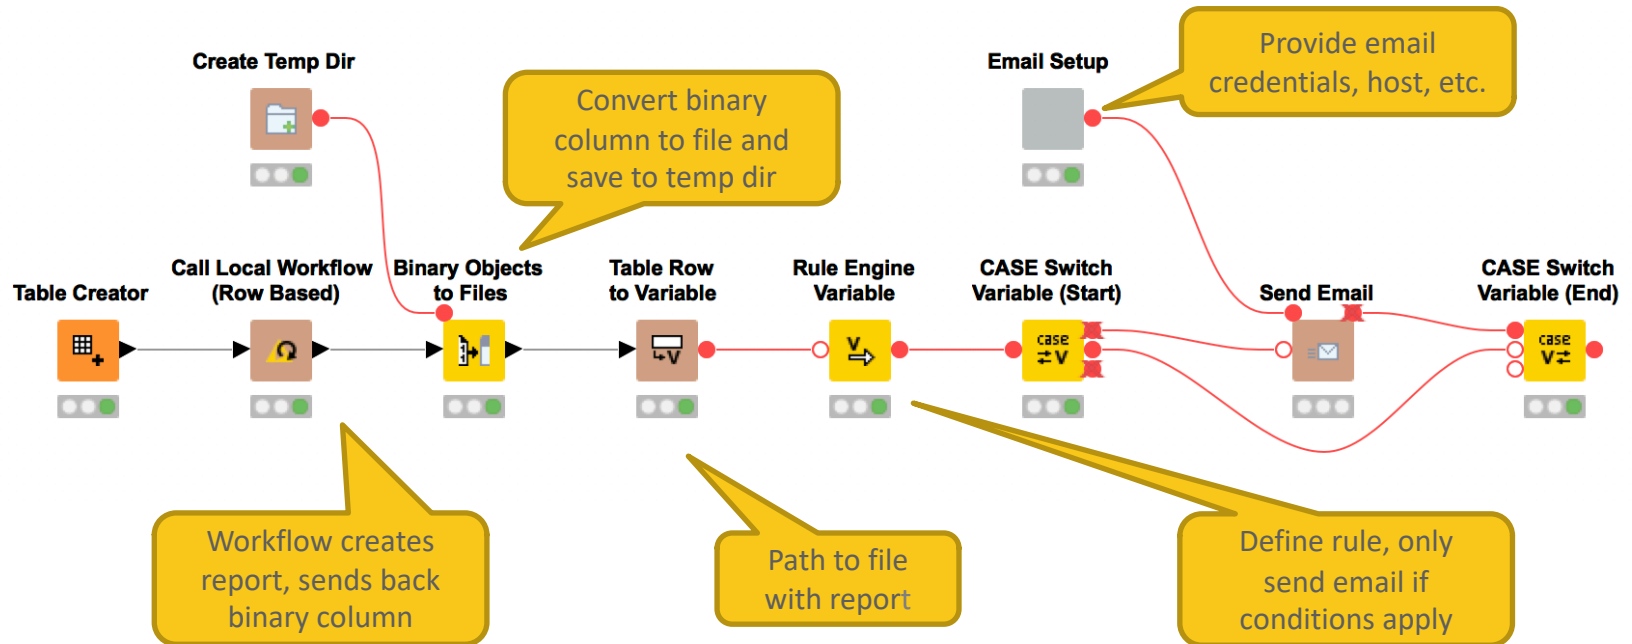 Create Temp Dir
Email Setup
Provide email
credentials, host, etc.
Convert binary
column to file and
save to temp dir
Table Creator
Call Local Workflow
(Row Based)
Binary Objects
to Files
Table Row
to Variable
Rule Engine
Variable
CASE Switch
Variable (Start)
Send Email
CASE Switch
Variable (End)
V
V
case
V
case
V
Workflow creates
report, sends back
binary column
Path to file
with report
Define rule, only
send email if
conditions apply